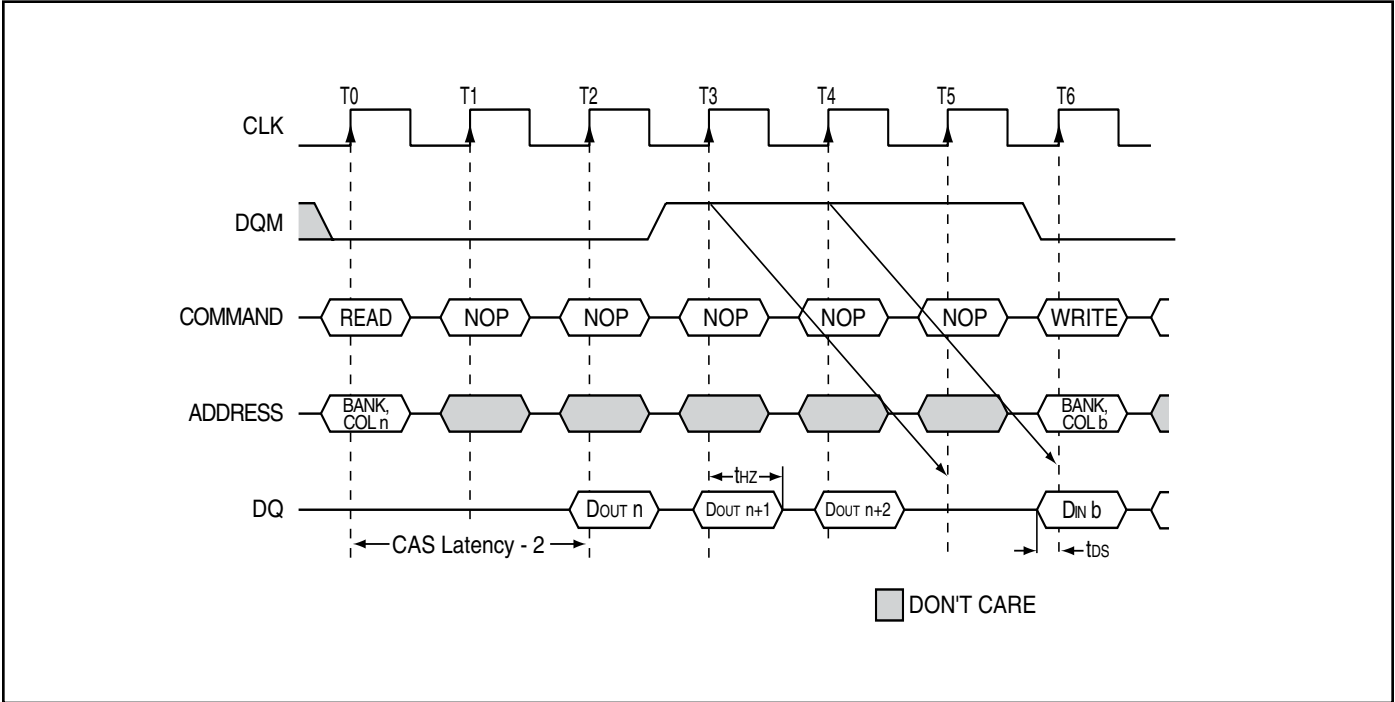 T0 T1 T2 T3 T4 T5 T6
CLK
DQM
COMMAND READ NOP NOP NOP NOP NOP WRITE
ADDRESS BANK, COL n BANK, COL b
tHZ
DQ DOUT n DOUT n+1 DOUT n+2 DIN b
CAS Latency - 2 tDS
DON'T CARE